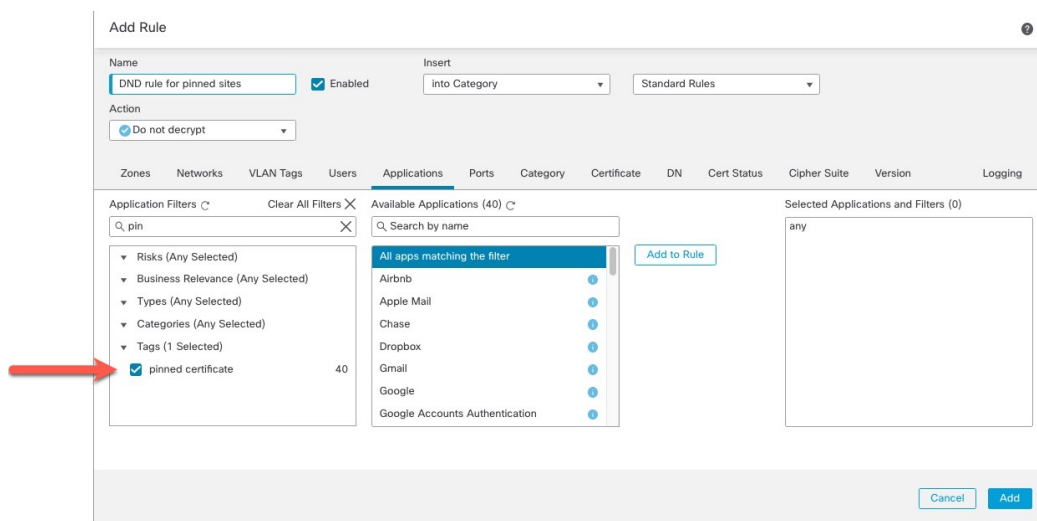 Add Rule
Name
Insert
DND rule for pinned sites
Enabled
into Category
Standard Rules
Action
Do not decrypt
Zones Networks VLAN Tags Users Applications Ports Category Certificate DN Cert Status Cipher Suite Version Logging
Application Filters Clear All Filters
Available Applications (40)
Selected Applications and Filters (0)
pin
Search by name
any
Risks (Any Selected)
Business Relevance (Any Selected)
Types (Any Selected)
Categories (Any Selected)
Tags (1 Selected)
pinned certificate 40
All apps matching the filter
Airbnb
Apple Mail
Chase
Dropbox
Gmail
Google
Google Accounts Authentication
Add to Rule
Cancel
Add